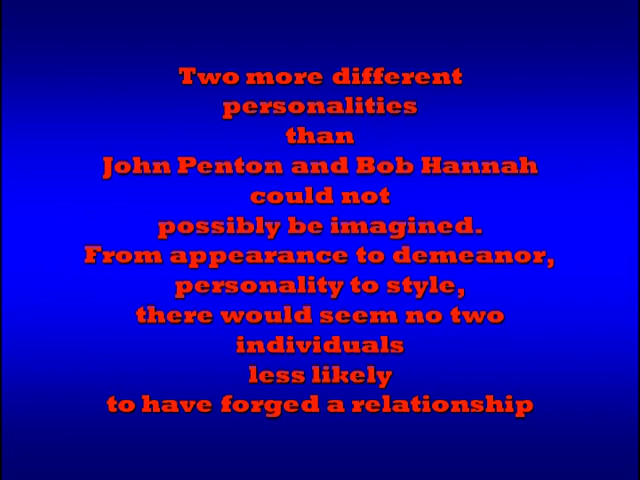 Two more different
personalities
than
John Penton and Bob Hannah
could not
possibly be imagined.
From appearance to demeanor,
personality to style,
there would seem no two
individuals
less likely
to have forged a relationship